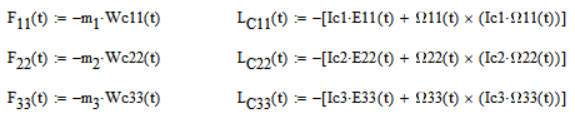 F11(t) := −m1·Wc11(t) LC11(t) := −[Ic1·E11(t) + Ω11(t) × (Ic1·Ω11(t))]
F22(t) := −m2·Wc22(t) LC22(t) := −[Ic2·E22(t) + Ω22(t) × (Ic2·Ω22(t))]
F33(t) := −m3·Wc33(t) LC33(t) := −[Ic3·E33(t) + Ω33(t) × (Ic3·Ω33(t))]